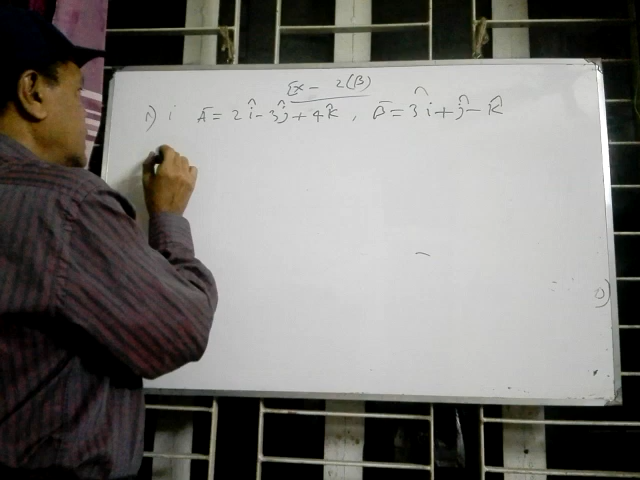 Ex - 2(B)
1) i Ā = 2î - 3ĵ + 4k̂, B̄ = 3î + ĵ - k̂